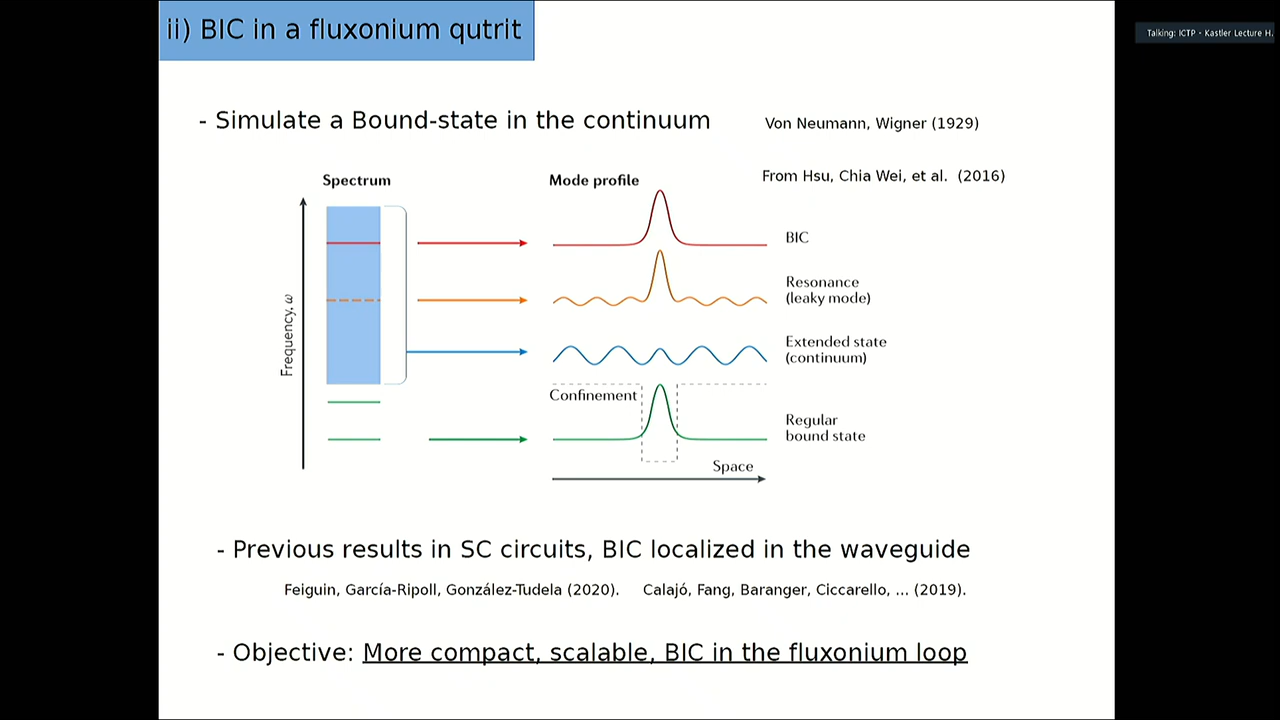 ii) BIC in a fluxonium qutrit
Talking: ICTP - Kastler Lecture H.
- Simulate a Bound-state in the continuum
Von Neumann, Wigner (1929)
From Hsu, Chia Wei, et al. (2016)
Spectrum
Mode profile
BIC
Resonance
(leaky mode)
Extended state
(continuum)
Frequency, ω
Confinement
Regular
bound state
Space
- Previous results in SC circuits, BIC localized in the waveguide
Feiguin, García-Ripoll, González-Tudela (2020). Calajó, Fang, Baranger, Ciccarello, ... (2019).
- Objective: More compact, scalable, BIC in the fluxonium loop